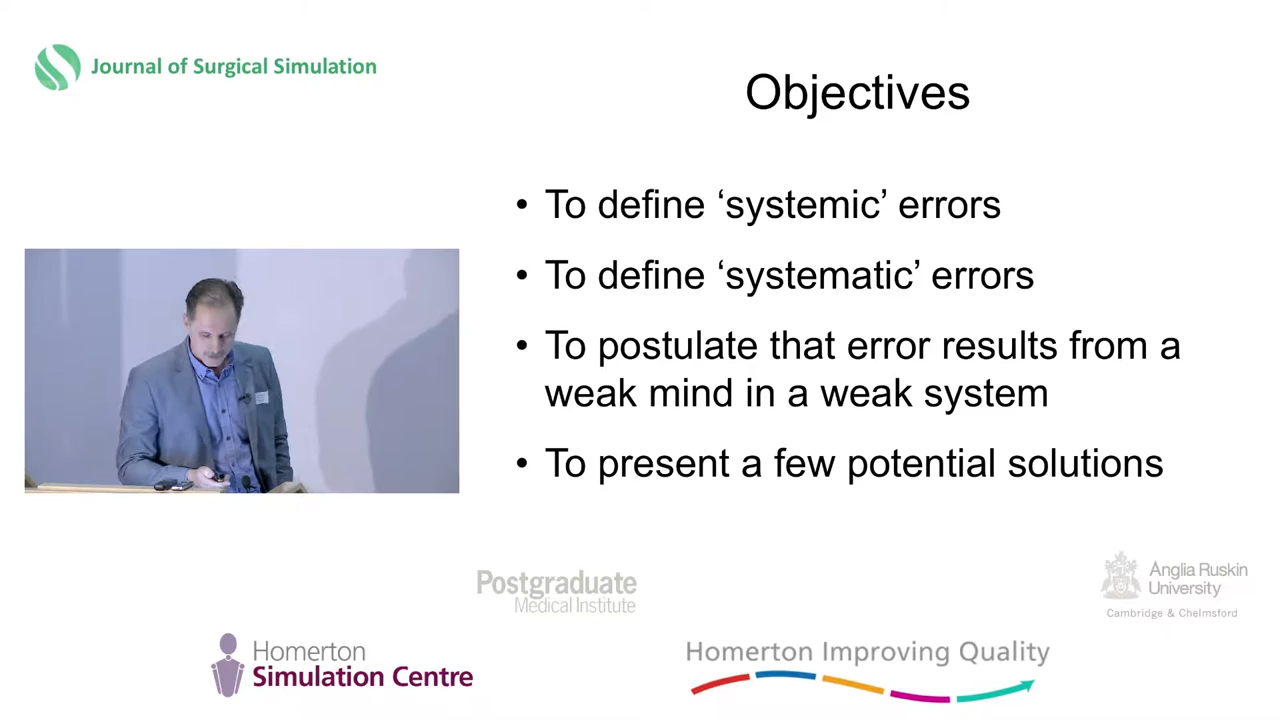 Journal of Surgical Simulation
Objectives
• To define ‘systemic’ errors
• To define ‘systematic’ errors
• To postulate that error results from a
weak mind in a weak system
• To present a few potential solutions
Postgraduate
Medical Institute
Anglia Ruskin
University
Cambridge & Chelmsford
Homerton
Simulation Centre
Homerton Improving Quality